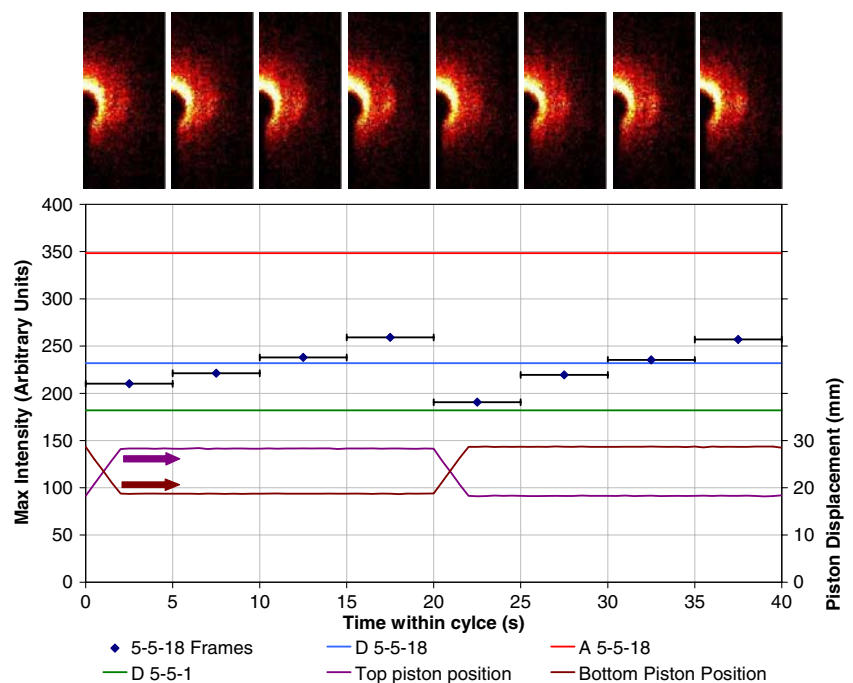 400
350
300
250
200
150
100
50
0
Max Intensity (Arbitrary Units)
30
20
10
0
Piston Displacement (mm)
0 5 10 15 20 25 30 35 40
Time within cylce (s)
5-5-18 Frames D 5-5-18 A 5-5-18
D 5-5-1 Top piston position Bottom Piston Position